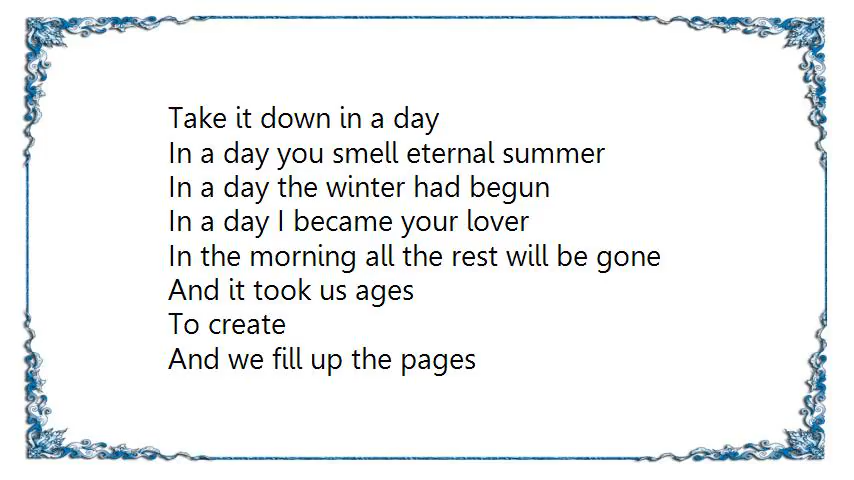 Take it down in a day
In a day you smell eternal summer
In a day the winter had begun
In a day I became your lover
In the morning all the rest will be gone
And it took us ages
To create
And we fill up the pages